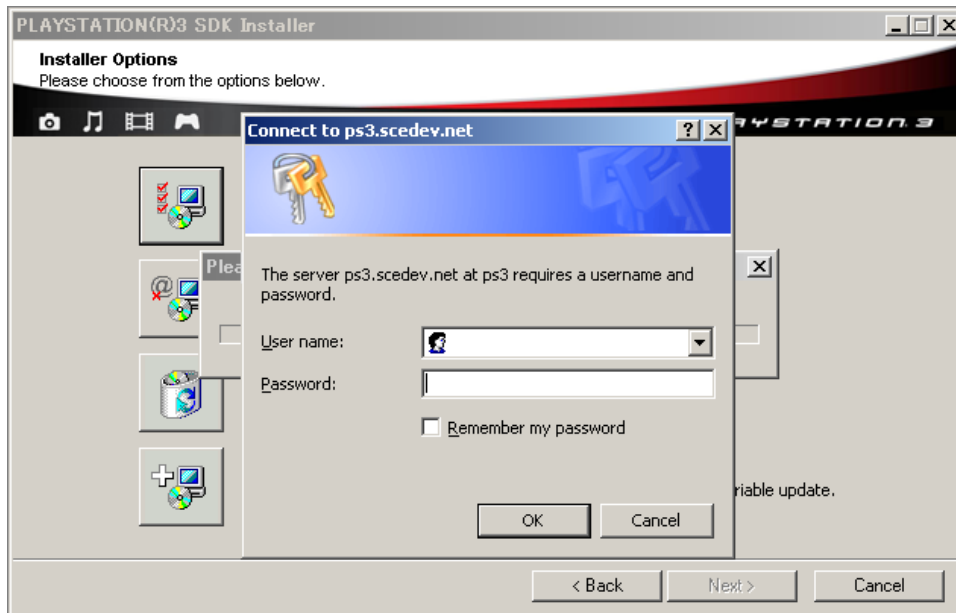 PLAYSTATION(R)3 SDK Installer
Installer Options
Please choose from the options below.
Connect to ps3.scedev.net
The server ps3.scedev.net at ps3 requires a username and
password.
User name:
Password:
Remember my password
OK Cancel
update.
< Back Next > Cancel